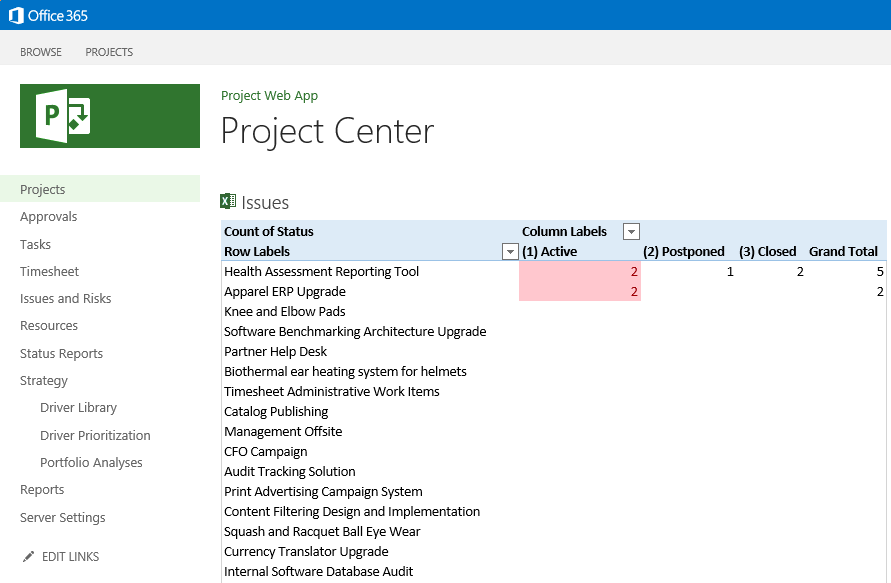 Office 365
BROWSE PROJECTS
P
Project Web App
Project Center
Projects
Approvals
Tasks
Timesheet
Issues and Risks
Resources
Status Reports
Strategy
Driver Library
Driver Prioritization
Portfolio Analyses
Reports
Server Settings
EDIT LINKS
Issues
Count of Status Column Labels
Row Labels (1) Active (2) Postponed (3) Closed Grand Total
Health Assessment Reporting Tool 2 1 2 5
Apparel ERP Upgrade 2 2
Knee and Elbow Pads
Software Benchmarking Architecture Upgrade
Partner Help Desk
Biothermal ear heating system for helmets
Timesheet Administrative Work Items
Catalog Publishing
Management Offsite
CFO Campaign
Audit Tracking Solution
Print Advertising Campaign System
Content Filtering Design and Implementation
Squash and Racquet Ball Eye Wear
Currency Translator Upgrade
Internal Software Database Audit